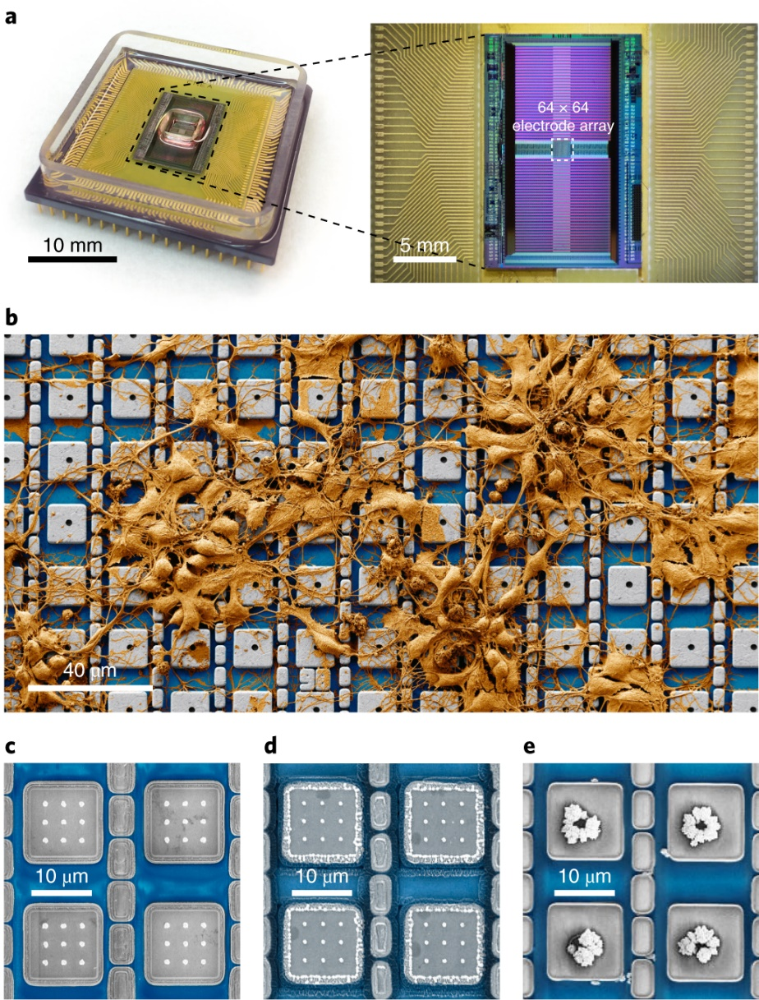 a
64 × 64
electrode array
10 mm
5 mm
b
40 μm
c
d
e
10 μm
10 μm
10 μm